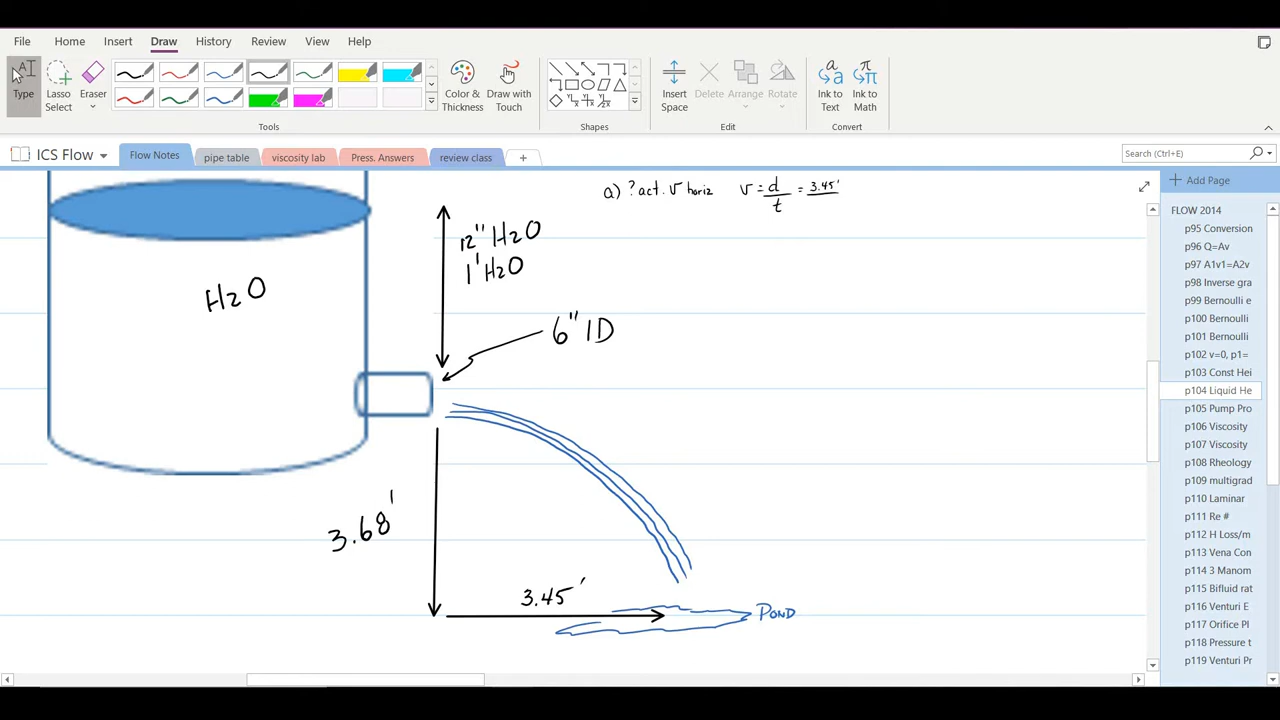 File Home Insert Draw History Review View Help
Type
Lasso Select
Eraser
Color & Thickness
Draw with Touch
Insert Space
Delete
Arrange
Rotate
Ink to Text
Ink to Math
Tools
Shapes
Edit
Convert
ICS Flow
Flow Notes
pipe table
viscosity lab
Press. Answers
review class
Search (Ctrl+E)
Add Page
a) ? act. v horiz v = d/t = 3.45'
12" H2O
1' H2O
H2O
6" ID
3.68'
3.45'
POND
FLOW 2014
p95 Conversion
p96 Q=Av
p97 A1v1=A2v
p98 Inverse gra
p99 Bernoulli e
p100 Bernoulli
p101 Bernoulli
p102 v=0, p1=
p103 Const Hei
p104 Liquid He
p105 Pump Pro
p106 Viscosity
p107 Viscosity
p108 Rheology
p109 multigrad
p110 Laminar
p111 Re #
p112 H Loss/m
p113 Vena Con
p114 3 Manom
p115 Bifluid rat
p116 Venturi E
p117 Orifice Pl
p118 Pressure t
p119 Venturi Pr